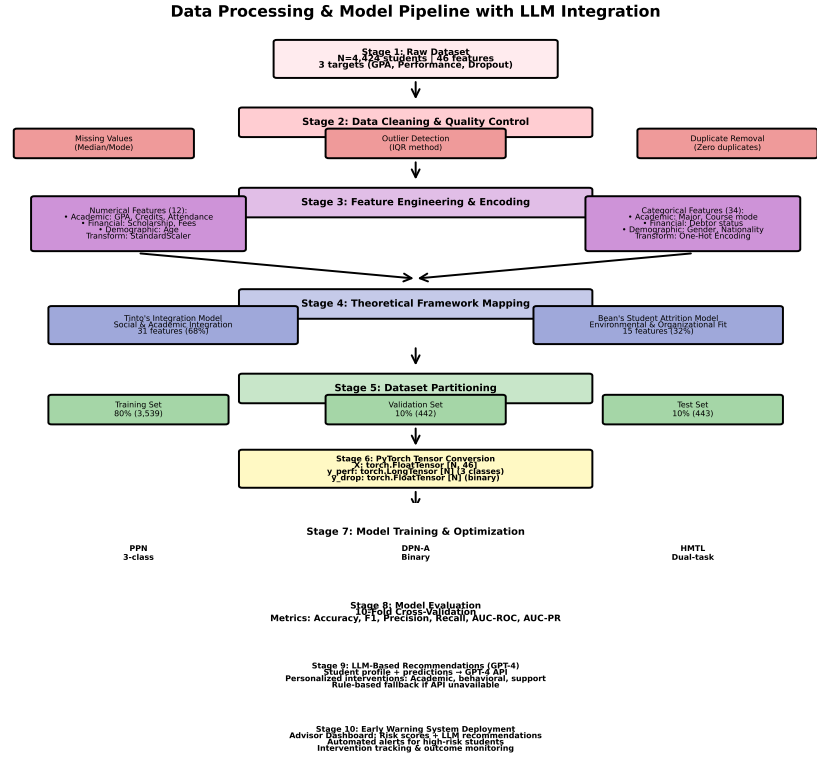 Data Processing & Model Pipeline with LLM Integration
Stage 1: Raw Dataset
N=4,424 students | 46 features
3 targets (GPA, Performance, Dropout)
Stage 2: Data Cleaning & Quality Control
Missing Values
(Median/Mode)
Outlier Detection
(IQR method)
Duplicate Removal
(Zero duplicates)
Stage 3: Feature Engineering & Encoding
Numerical Features (12):
• Academic: GPA, Credits, Attendance
• Financial: Scholarship, Fees
• Demographic: Age
Transform: StandardScaler
Categorical Features (34):
• Academic: Major, Course mode
• Financial: Debtor status
• Demographic: Gender, Nationality
Transform: One-Hot Encoding
Stage 4: Theoretical Framework Mapping
Tinto's Integration Model
Social & Academic Integration
31 features (68%)
Bean's Student Attrition Model
Environmental & Organizational Fit
15 features (32%)
Stage 5: Dataset Partitioning
Training Set
80% (3,539)
Validation Set
10% (442)
Test Set
10% (443)
Stage 6: PyTorch Tensor Conversion
X: torch.FloatTensor [N, 46]
y_perf: torch.LongTensor [N] (3 classes)
y_drop: torch.FloatTensor [N] (binary)
Stage 7: Model Training & Optimization
PPN
3-class
DPN-A
Binary
HMTL
Dual-task
Stage 8: Model Evaluation
10-Fold Cross-Validation
Metrics: Accuracy, F1, Precision, Recall, AUC-ROC, AUC-PR
Stage 9: LLM-Based Recommendations (GPT-4)
Student profile + predictions → GPT-4 API
Personalized interventions: Academic, behavioral, support
Rule-based fallback if API unavailable
Stage 10: Early Warning System Deployment
Advisor Dashboard: Risk scores + LLM recommendations
Automated alerts for high-risk students
Intervention tracking & outcome monitoring